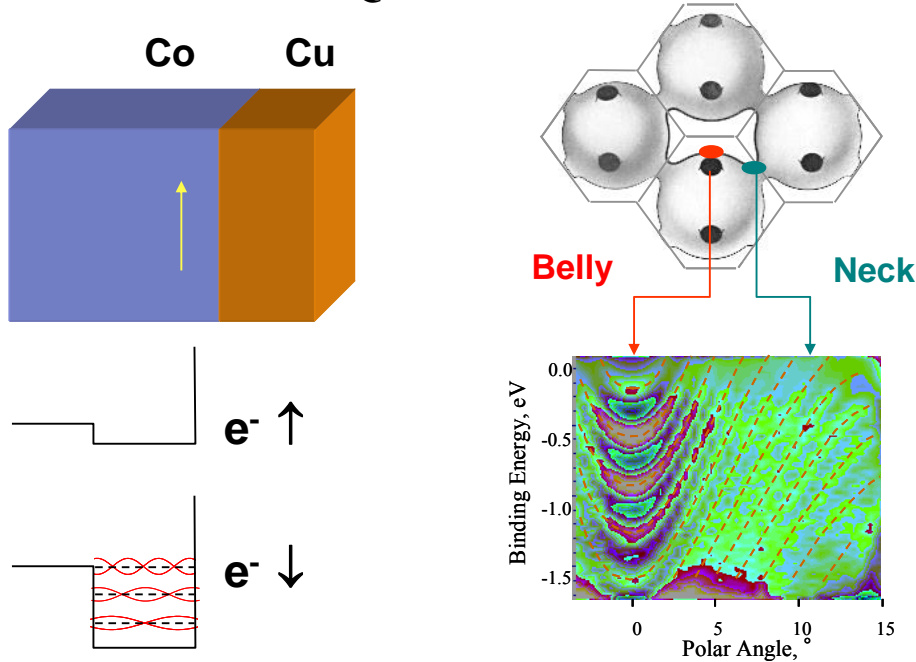 Co Cu
e- ↑
e- ↓
Belly Neck
Binding Energy, eV
0.0
-0.5
-1.0
-1.5
0 5 10 15
Polar Angle, °